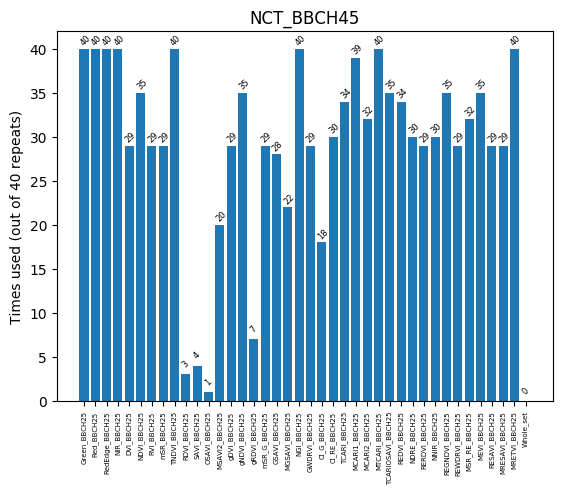 NCT_BBCH45
Times used (out of 40 repeats)
40
35
30
25
20
15
10
5
0
40
40
40
40
29
35
29
29
40
3
4
1
20
29
35
7
29
28
22
40
29
18
30
34
39
32
40
35
34
30
29
30
35
29
32
35
29
29
40
0
Green_BBCH25
Red_BBCH25
RedEdge_BBCH25
NIR_BBCH25
DVI_BBCH25
NDVI_BBCH25
RVI_BBCH25
mSR_BBCH25
TNDVI_BBCH25
RDVI_BBCH25
SAVI_BBCH25
OSAVI_BBCH25
MSAVI2_BBCH25
gDVI_BBCH25
gNDVI_BBCH25
gRDVI_BBCH25
mSR_G_BBCH25
GSAVI_BBCH25
MGSAVI_BBCH25
NGI_BBCH25
GWDRVI_BBCH25
CI_G_BBCH25
CI_RE_BBCH25
TCARI_BBCH25
MCARI1_BBCH25
MCARI2_BBCH25
MTCARI_BBCH25
TCARIOSAVI_BBCH25
REDVI_BBCH25
NDRE_BBCH25
RERDVI_BBCH25
NNIR_BBCH25
REGNDVI_BBCH25
REWDRVI_BBCH25
MSR_RE_BBCH25
MEVI_BBCH25
RESAVI_BBCH25
MRESAVI_BBCH25
MRETVI_BBCH25
Whole_set